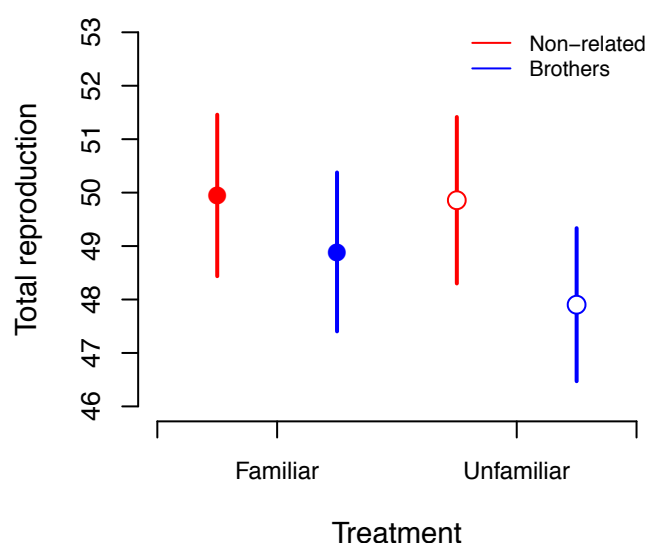 Total reproduction
53
52
51
50
49
48
47
46
Non−related
Brothers
Familiar
Unfamiliar
Treatment